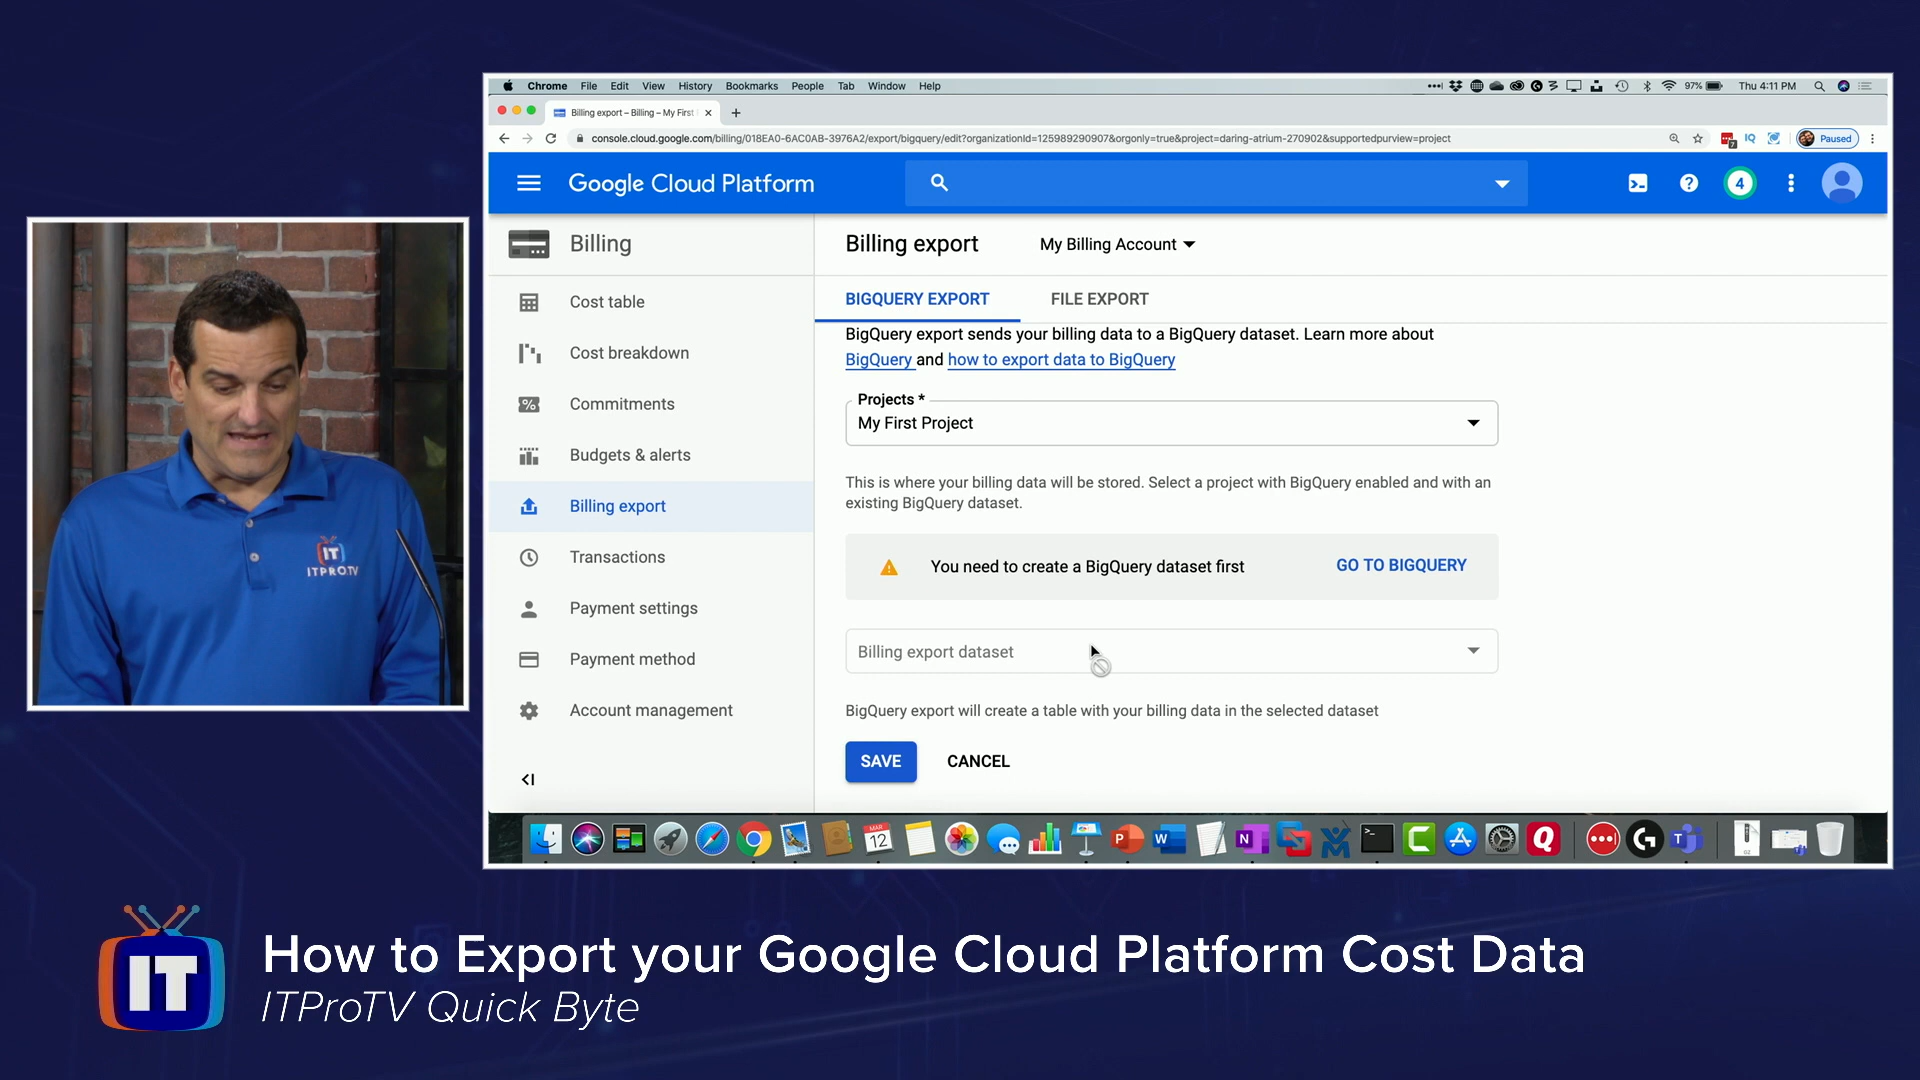 Chrome File Edit View History Bookmarks People Tab Window Help 97% Thu 4:11 PM
Billing export – Billing – My First
console.cloud.google.com/billing/018EA0-6AC0AB-3976A2/export/bigquery/edit?organizationId=125989290907&orgonly=true&project=daring-atrium-270902&supportedpurview=project
7 Paused
Google Cloud Platform
4
Billing
Cost table
Cost breakdown
Commitments
Budgets & alerts
Billing export
Transactions
Payment settings
Payment method
Account management
Billing export My Billing Account
BIGQUERY EXPORT FILE EXPORT
BigQuery export sends your billing data to a BigQuery dataset. Learn more about
BigQuery and how to export data to BigQuery
Projects *
My First Project
This is where your billing data will be stored. Select a project with BigQuery enabled and with an
existing BigQuery dataset.
You need to create a BigQuery dataset first GO TO BIGQUERY
Billing export dataset
BigQuery export will create a table with your billing data in the selected dataset
SAVE CANCEL
MAR
12
IT
ITPRO.TV
IT
How to Export your Google Cloud Platform Cost Data
ITProTV Quick Byte